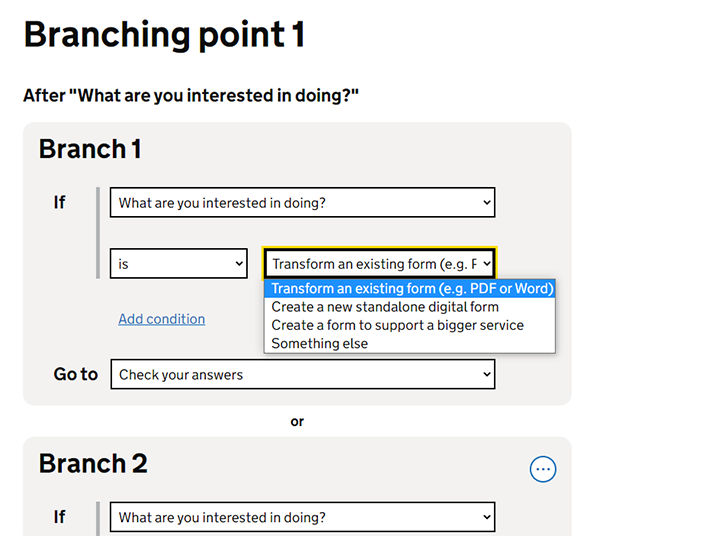 Branching point 1
After "What are you interested in doing?"
Branch 1
If
What are you interested in doing?
is
Transform an existing form (e.g. F
Transform an existing form (e.g. PDF or Word)
Create a new standalone digital form
Create a form to support a bigger service
Something else
Add condition
Go to
Check your answers
or
Branch 2
If
What are you interested in doing?